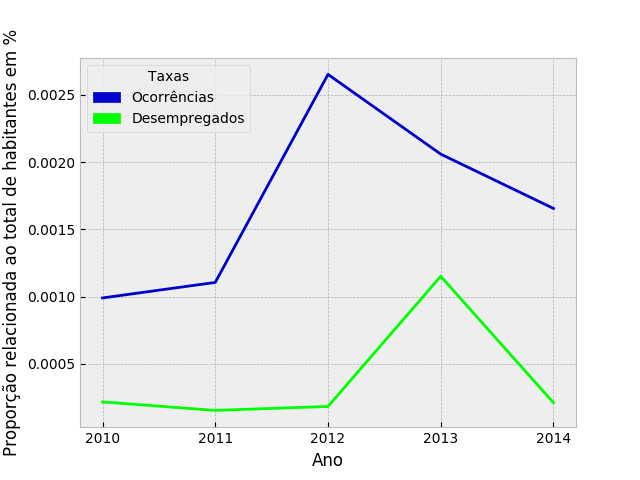 Proporção relacionada ao total de habitantes em %
Taxas
Ocorrências
Desempregados
0.0025
0.0020
0.0015
0.0010
0.0005
2010 2011 2012 2013 2014
Ano